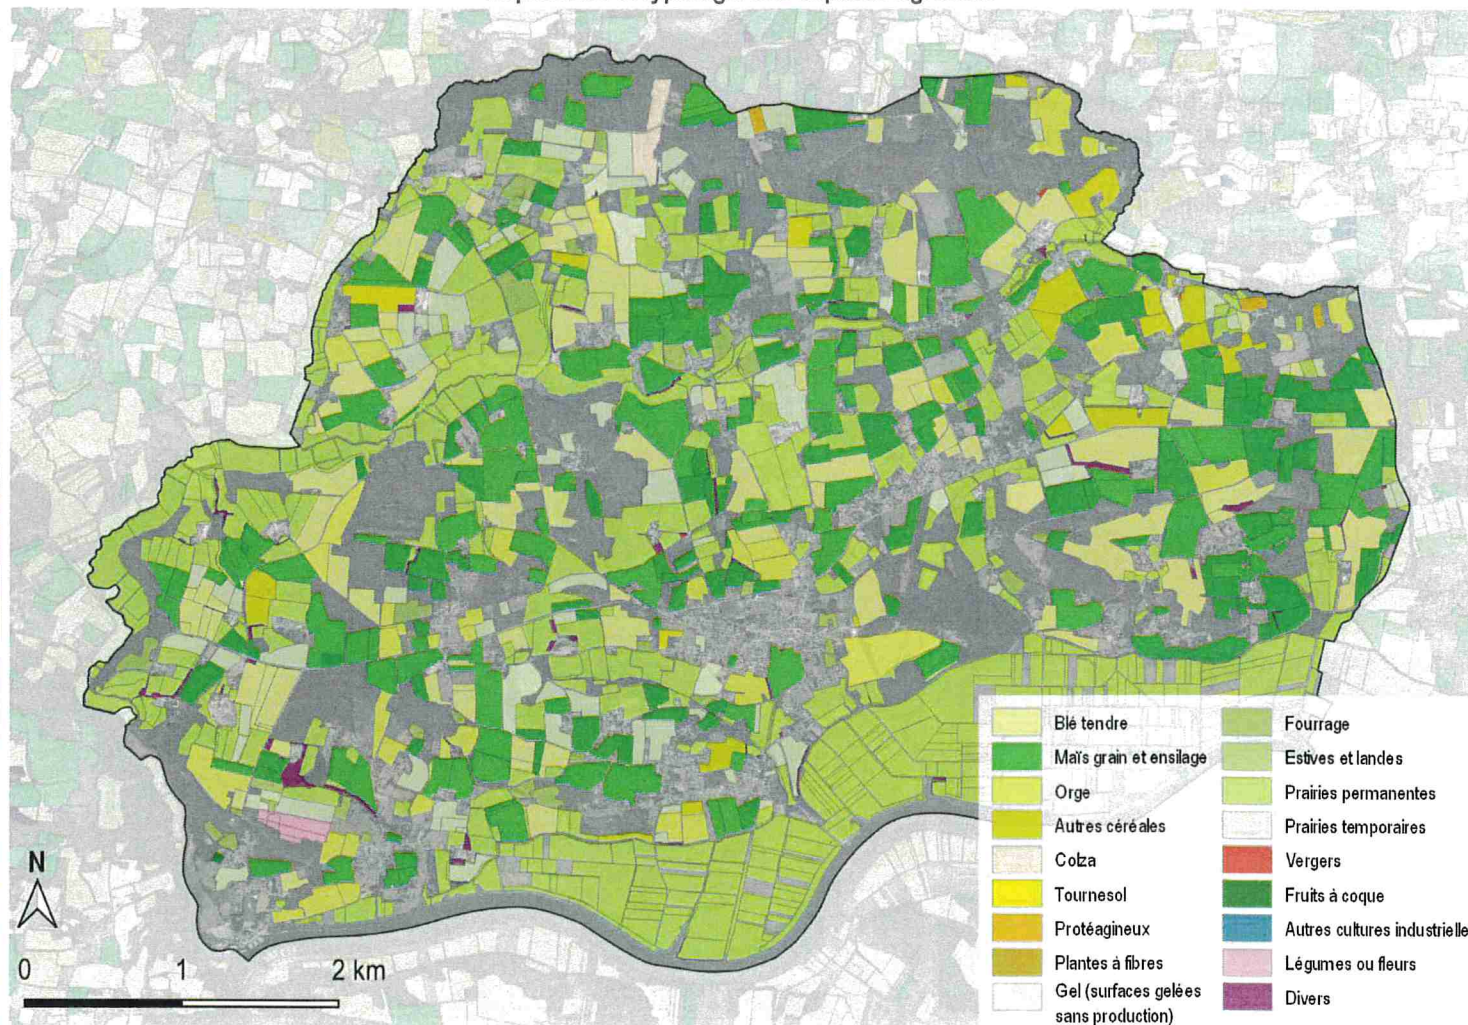 N
0 1 2 km
Blé tendre
Maïs grain et ensilage
Orge
Autres céréales
Colza
Tournesol
Protéagineux
Plantes à fibres
Gel (surfaces gelées
sans production)
Fourrage
Estives et landes
Prairies permanentes
Prairies temporaires
Vergers
Fruits à coque
Autres cultures industrielle
Légumes ou fleurs
Divers